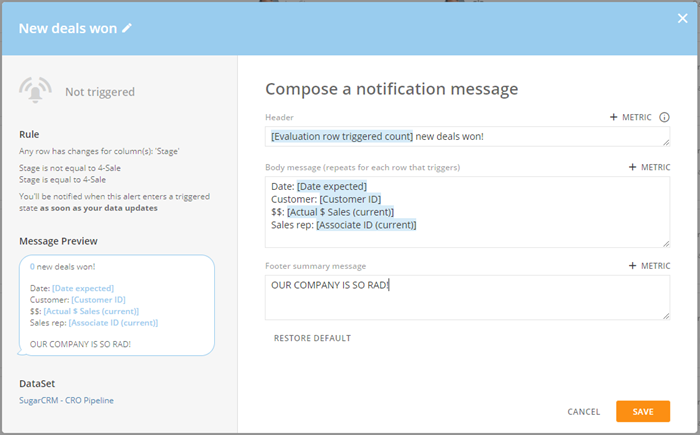 New deals won
Not triggered
Rule
Any row has changes for column(s): 'Stage'
Stage is not equal to 4-Sale
Stage is equal to 4-Sale
You'll be notified when this alert enters a triggered
state as soon as your data updates
Message Preview
0 new deals won!
Date: [Date expected]
Customer: [Customer ID]
$$: [Actual $ Sales (current)]
Sales rep: [Associate ID (current)]
OUR COMPANY IS SO RAD!
DataSet
SugarCRM - CRO Pipeline
Compose a notification message
Header
+ METRIC
[Evaluation row triggered count] new deals won!
Body message (repeats for each row that triggers)
+ METRIC
Date: [Date expected]
Customer: [Customer ID]
$$: [Actual $ Sales (current)]
Sales rep: [Associate ID (current)]
Footer summary message
+ METRIC
OUR COMPANY IS SO RAD!
RESTORE DEFAULT
CANCEL
SAVE